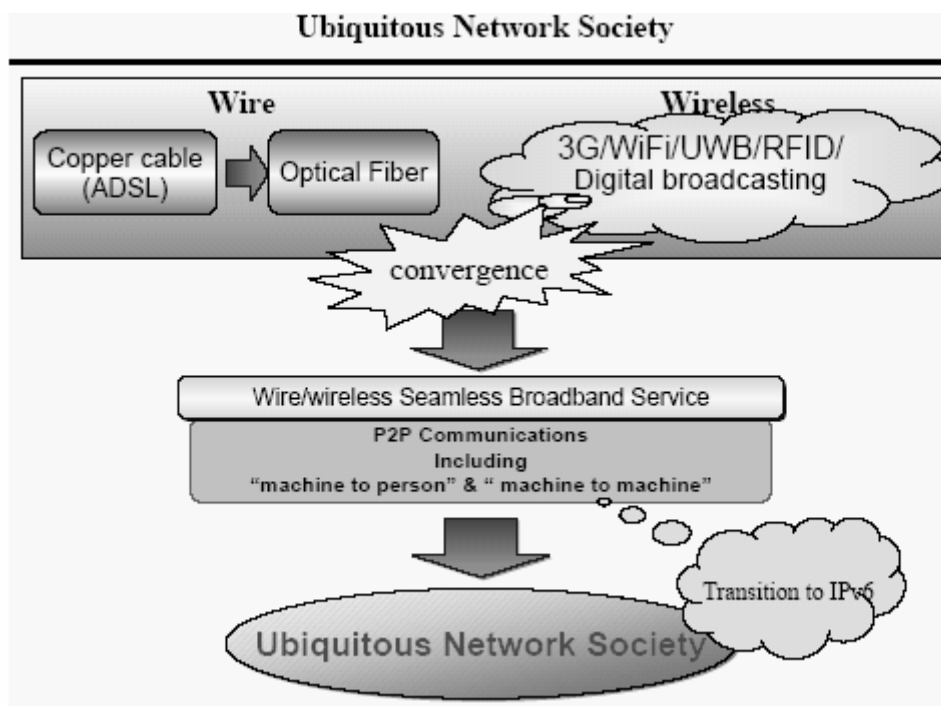 Ubiquitous Network Society
Wire
Wireless
Copper cable
(ADSL)
Optical Fiber
3G/WiFi/UWB/RFID/
Digital broadcasting
convergence
Wire/wireless Seamless Broadband Service
P2P Communications
Including
“machine to person” & “ machine to machine”
Transition to IPv6
Ubiquitous Network Society